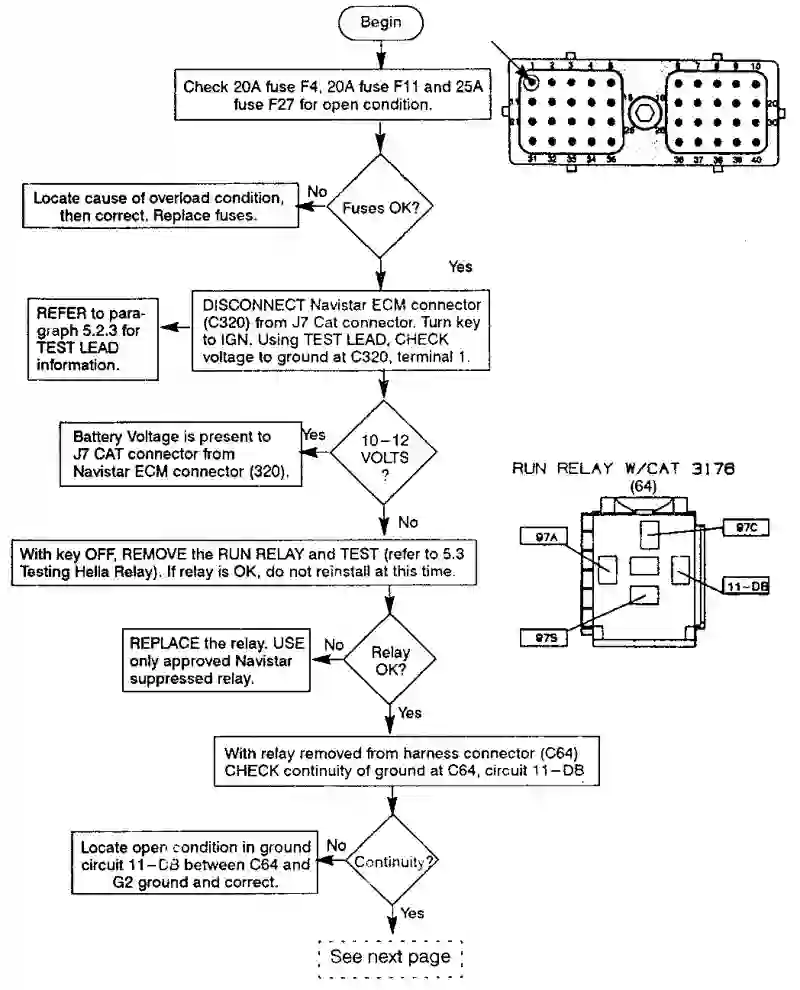 Begin
Check 20A fuse F4, 20A fuse F11 and 25A
fuse F27 for open condition.
1 2 3 4 5 6 7 8 9 10
11 15 16 20
21 25 26 30
31 32 33 34 35 36 37 38 39 40
Fuses OK?
No
Locate cause of overload condition,
then correct. Replace fuses.
Yes
DISCONNECT Navistar ECM connector
(C320) from J7 Cat connector. Turn key
to IGN. Using TEST LEAD, CHECK
voltage to ground at C320, terminal 1.
REFER to para-
graph 5.2.3 for
TEST LEAD
information.
10–12
VOLTS
?
Yes
Battery Voltage is present to
J7 CAT connector from
Navistar ECM connector (320).
No
RUN RELAY W/CAT 3176
(64)
97A
97C
11-DB
97S
With key OFF, REMOVE the RUN RELAY and TEST (refer to 5.3
Testing Hella Relay). If relay is OK, do not reinstall at this time.
Relay
OK?
No
REPLACE the relay. USE
only approved Navistar
suppressed relay.
Yes
With relay removed from harness connector (C64)
CHECK continuity of ground at C64, circuit 11–DB
Continuity?
No
Locate open condition in ground
circuit 11–DB between C64 and
G2 ground and correct.
Yes
See next page